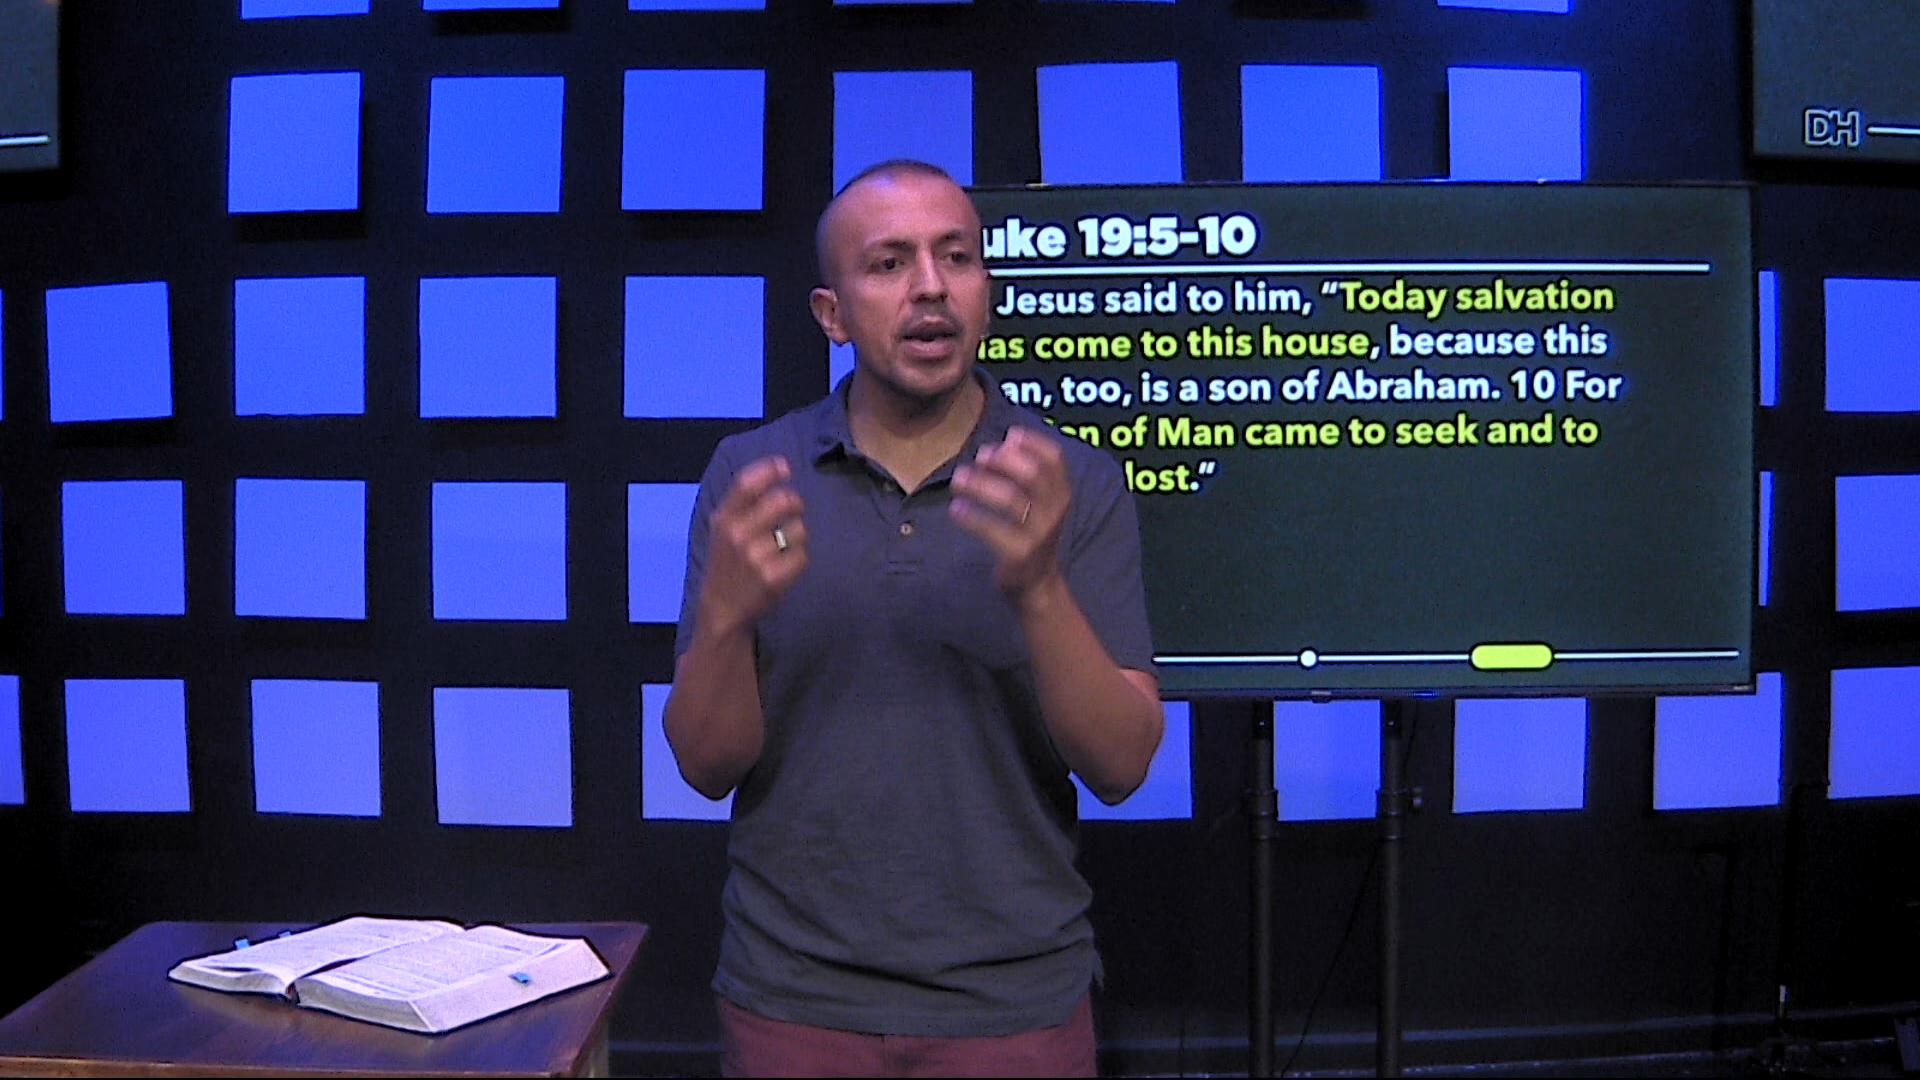 DH
uke 19:5-10
Jesus said to him, “Today salvation
as come to this house, because this
an, too, is a son of Abraham. 10 For
on of Man came to seek and to
lost.”